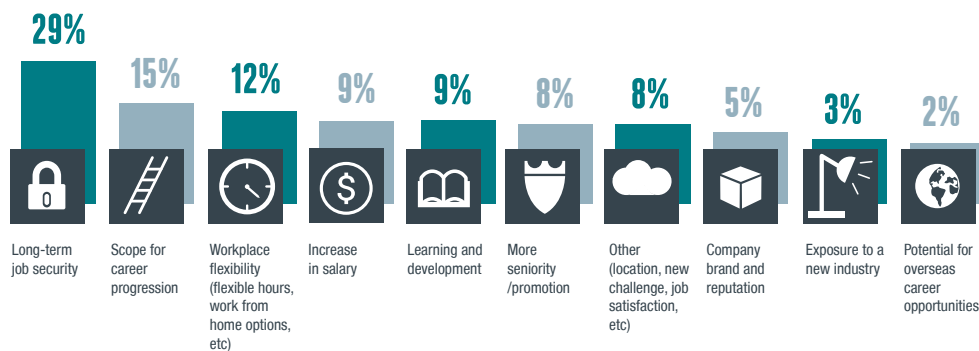 29%
15%
12%
9%
9%
8%
8%
5%
3%
2%
$
Long-term
job security
Scope for
career
progression
Workplace
flexibility
(flexible hours,
work from
home options,
etc)
Increase
in salary
Learning and
development
More
seniority
/promotion
Other
(location, new
challenge, job
satisfaction,
etc)
Company
brand and
reputation
Exposure to a
new industry
Potential for
overseas
career
opportunities